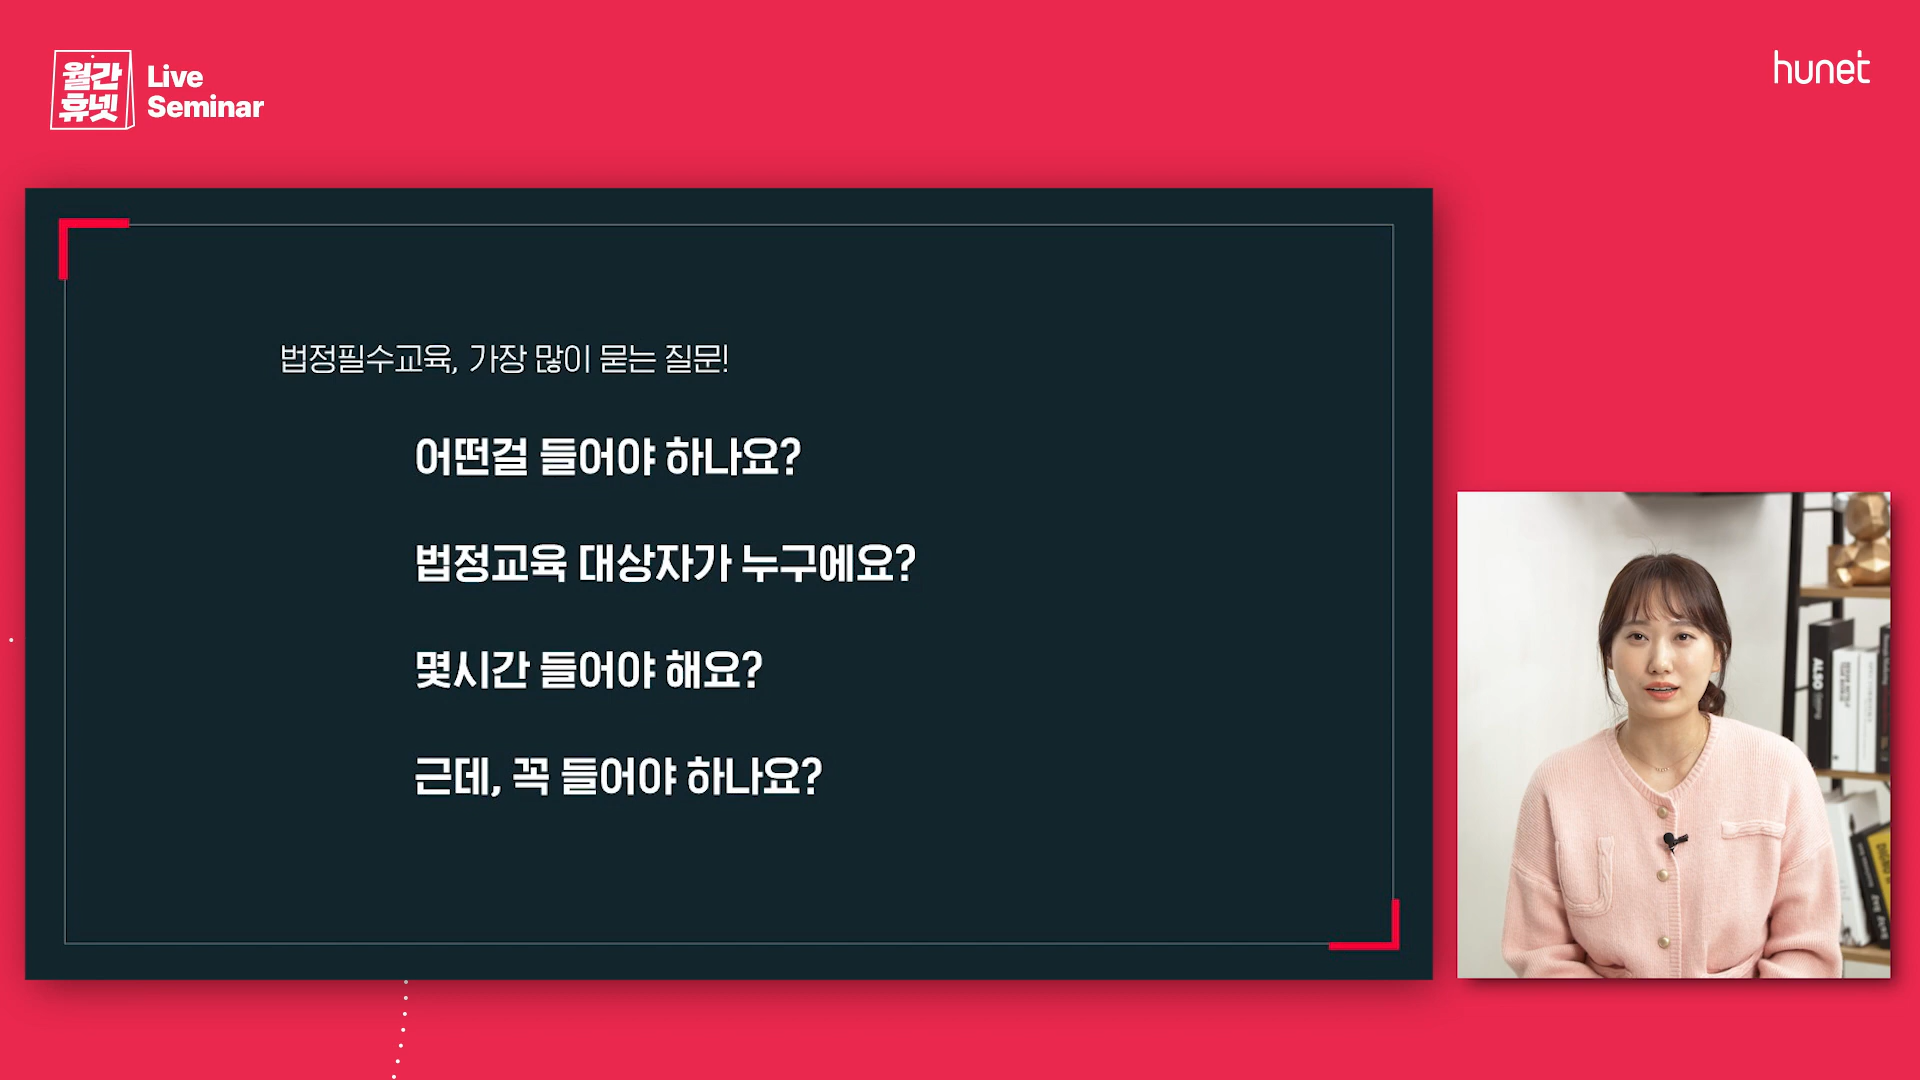 월간
휴넷
Live
Seminar
hunet
법정필수교육, 가장 많이 묻는 질문!
어떤걸 들어야 하나요?
법정교육 대상자가 누구에요?
몇시간 들어야 해요?
근데, 꼭 들어야 하나요?
ALSO